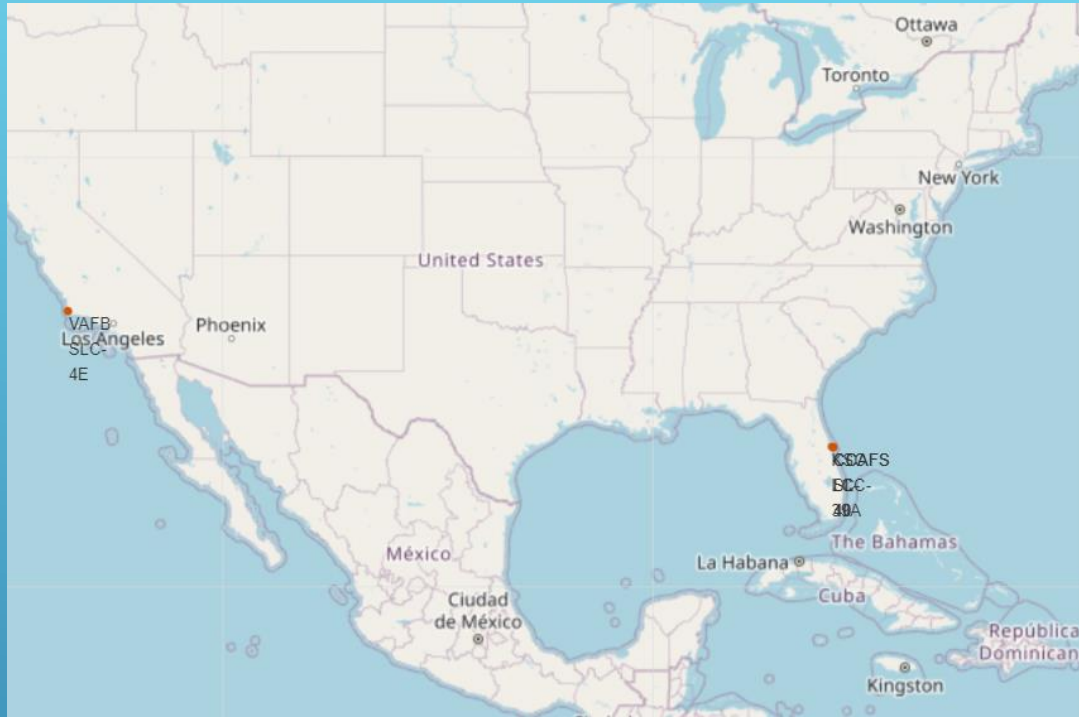 Ottawa
Toronto
New York
Washington
United States
VAFB
SLC-
4E
Los Angeles
Phoenix
La Habana
The Bahamas
México
Cuba
Ciudad
de México
República
Dominican
Kingston